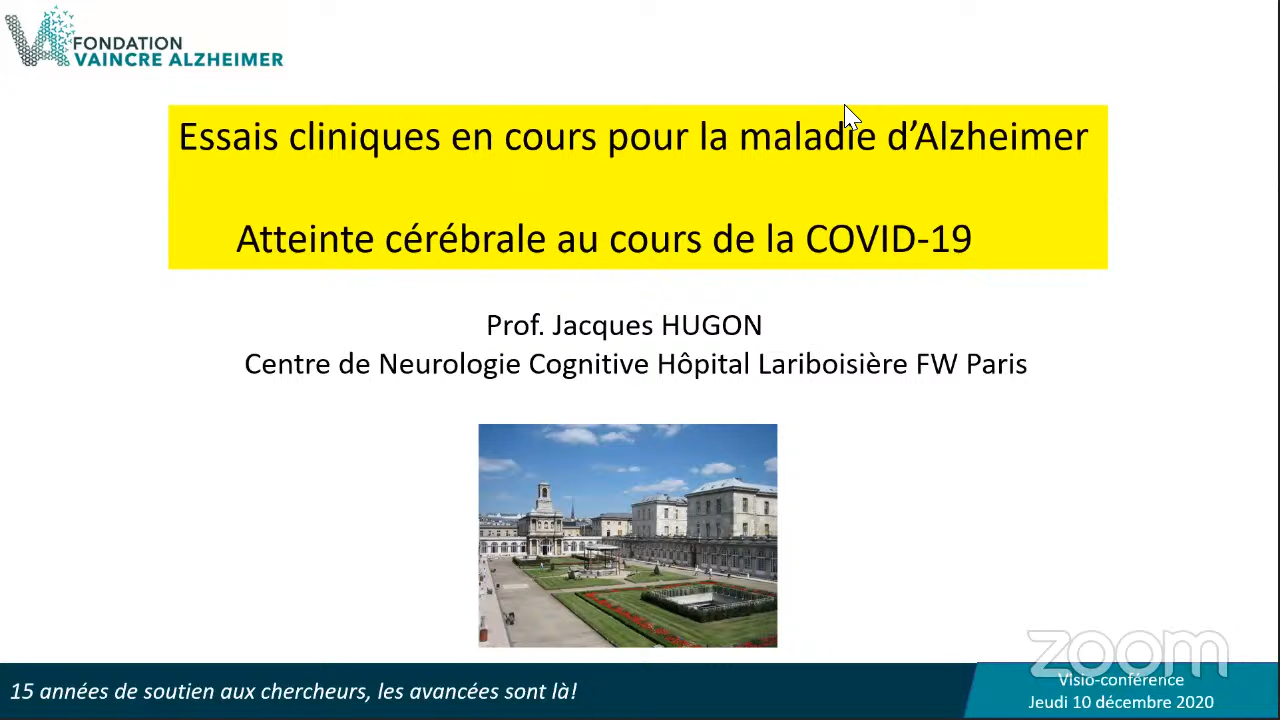 FONDATION
VAINCRE ALZHEIMER
Essais cliniques en cours pour la maladie d'Alzheimer
Atteinte cérébrale au cours de la COVID-19
Prof. Jacques HUGON
Centre de Neurologie Cognitive Hôpital Lariboisière FW Paris
zoom
15 années de soutien aux chercheurs, les avancées sont là!
Visio-conférence
Jeudi 10 décembre 2020